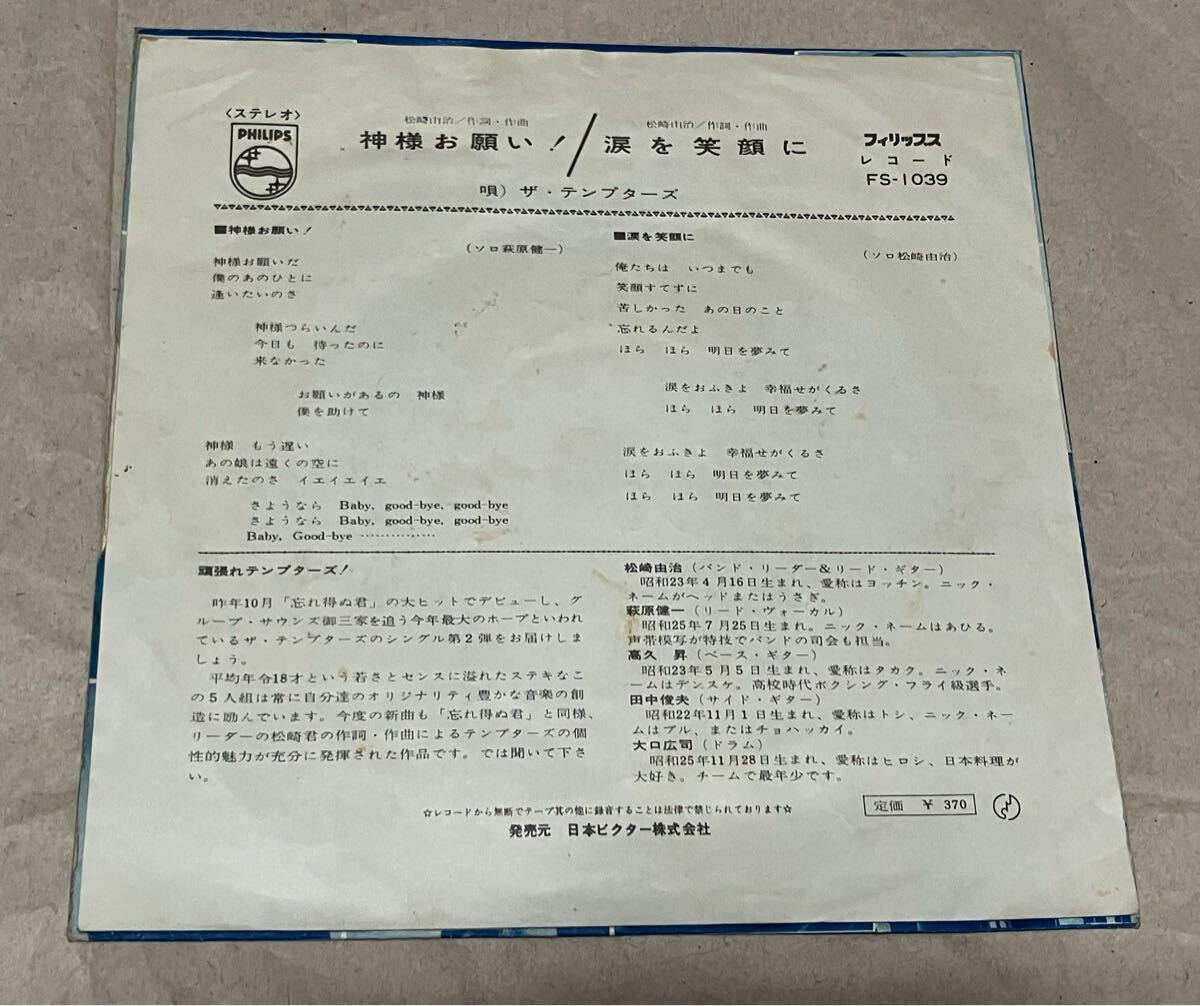 〈ステレオ〉
PHILIPS
松崎由治/作詞・作曲
神様お願い!/涙を笑顔に
松崎由治/作詞・作曲
唄)ザ・テンプターズ
フィリップス
レコード
FS-1039
■神様お願い!
(ソロ萩原健一)
神様お願いだ
僕のあのひとに
逢いたいのさ
神様つらいんだ
今日も 待ったのに
来なかった
お願いがあるの 神様
僕を助けて
神様 もう遅い
あの娘は遠くの空に
消えたのさ イエイエイエ
さようなら Baby, good-bye, good-bye
さようなら Baby, good-bye, good-bye
Baby, Good-bye ……………
■涙を笑顔に
(ソロ松崎由治)
俺たちは いつまでも
笑顔すてずに
苦しかった あの日のこと
忘れるんだよ
ほら ほら 明日を夢みて
涙をおふきよ 幸福せがくるさ
ほら ほら 明日を夢みて
涙をおふきよ 幸福せがくるさ
ほら ほら 明日を夢みて
ほら ほら 明日を夢みて
頑張れテンプターズ!
昨年10月「忘れ得ぬ君」の大ヒットでデビューし、グ
ループ・サウンズ御三家を追う今年最大のホープといわれ
ているザ・テンプターズのシングル第2弾をお届けしま
しょう。
平均年令18才という若さとセンスに溢れたステキなこ
の5人組は常に自分達のオリジナリティ豊かな音楽の創
造に励んでいます。今度の新曲も「忘れ得ぬ君」と同様、
リーダーの松崎君の作詞・作曲によるテンプターズの個
性的魅力が充分に発揮された作品です。では聞いて下さ
い。
松崎由治(バンド・リーダー&リード・ギター)
昭和23年4月16日生まれ、愛称はヨッチン。ニック・
ネームがヘッドまたはうさぎ。
萩原健一(リード・ヴォーカル)
昭和25年7月25日生まれ。ニック・ネームはあひる。
声帯模写が特技でバンドの司会も担当。
高久 昇(ベース・ギター)
昭和23年5月5日生まれ、愛称はタカク。ニック・ネ
ームはデンスケ。高校時代ボクシング・フライ級選手。
田中俊夫(サイド・ギター)
昭和22年11月1日生まれ、愛称はトシ、ニック・ネー
ムはブル、またはチョハッカイ。
大口広司(ドラム)
昭和25年11月28日生まれ、愛称はヒロシ、日本料理が
大好き。チームで最年少です。
定価 ¥370
☆レコードから無断でテープ其の他に録音することは法律で禁じられております☆
発売元 日本ビクター株式会社